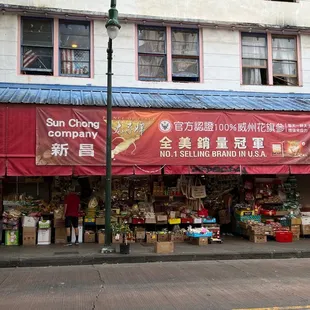 Sun Chong
company
新昌
官方認證100%威州花旗參
全美銷量冠軍
NO.1 SELLING BRAND IN U.S.A